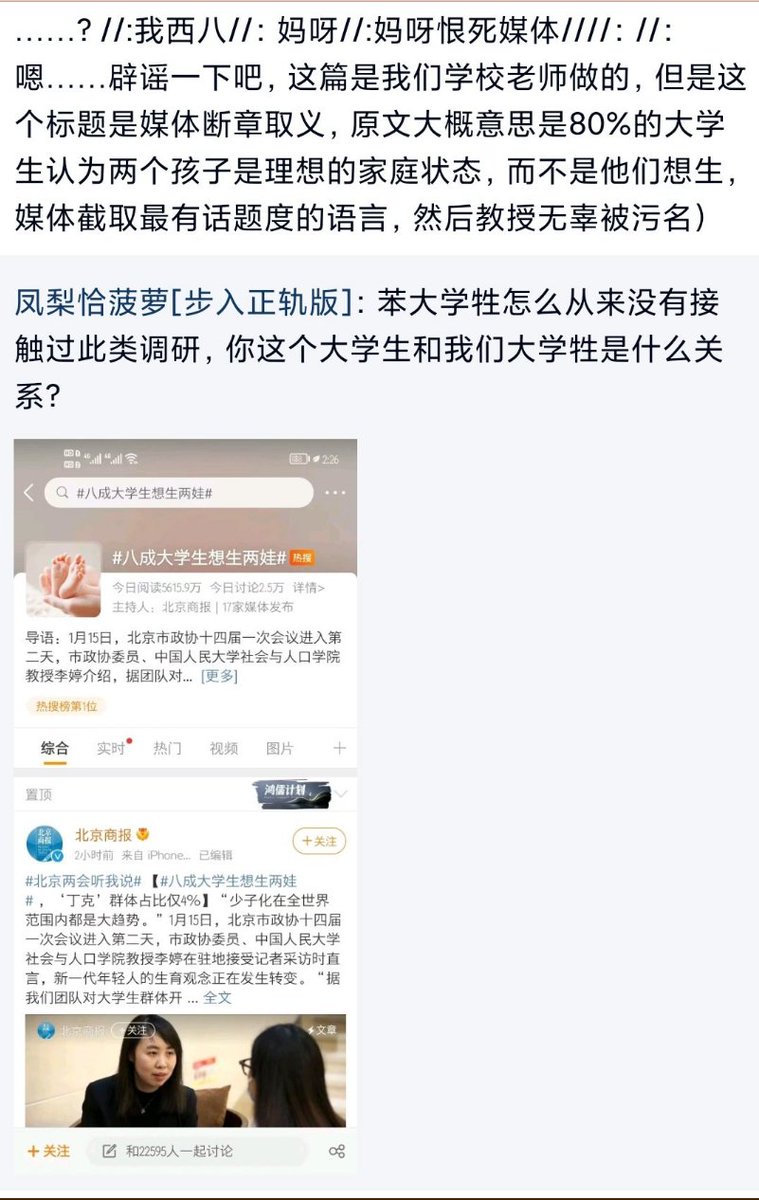 ......? //:我西八//: 妈呀//:妈呀恨死媒体////: //:
嗯......辟谣一下吧, 这篇是我们学校老师做的, 但是这
个标题是媒体断章取义, 原文大概意思是80%的大学
生认为两个孩子是理想的家庭状态, 而不是他们想生,
媒体截取最有话题度的语言, 然后教授无辜被污名)
凤梨恰菠萝[步入正轨版]: 苯大学牲怎么从来没有接
触过此类调研, 你这个大学生和我们大学牲是什么关
系?
2:26
#八成大学生想生两娃#
#八成大学生想生两娃# 热搜
今日阅读5615.9万 今日讨论2.5万 详情>
主持人: 北京商报 | 17家媒体发布
导语: 1月15日, 北京市政协十四届一次会议进入第
二天, 市政协委员、中国人民大学社会与人口学院
教授李婷介绍, 据团队对... [更多]
热搜榜第1位
综合 实时 热门 视频 图片
置顶 鸿儒计划
北京商报
2小时前 来自 iPhone... 已编辑
+关注
#北京两会听我说# 【#八成大学生想生两娃
#, ‘丁克’群体占比仅4%】“少子化在全世界
范围内都是大趋势。”1月15日, 北京市政协十四届
一次会议进入第二天, 市政协委员、中国人民大学
社会与人口学院教授李婷在驻地接受记者采访时直
言, 新一代年轻人的生育观念正在发生转变。“据
我们团队对大学生群体开 ... 全文
北京商报 +关注 文章
+关注 和22595人一起讨论